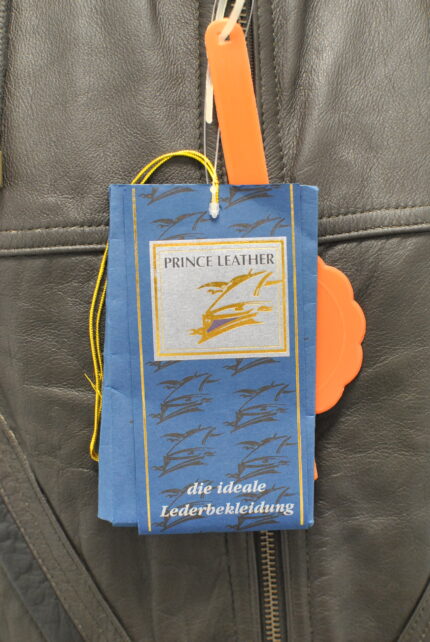 PRINCE LEATHER
die ideale
Lederbekleidung